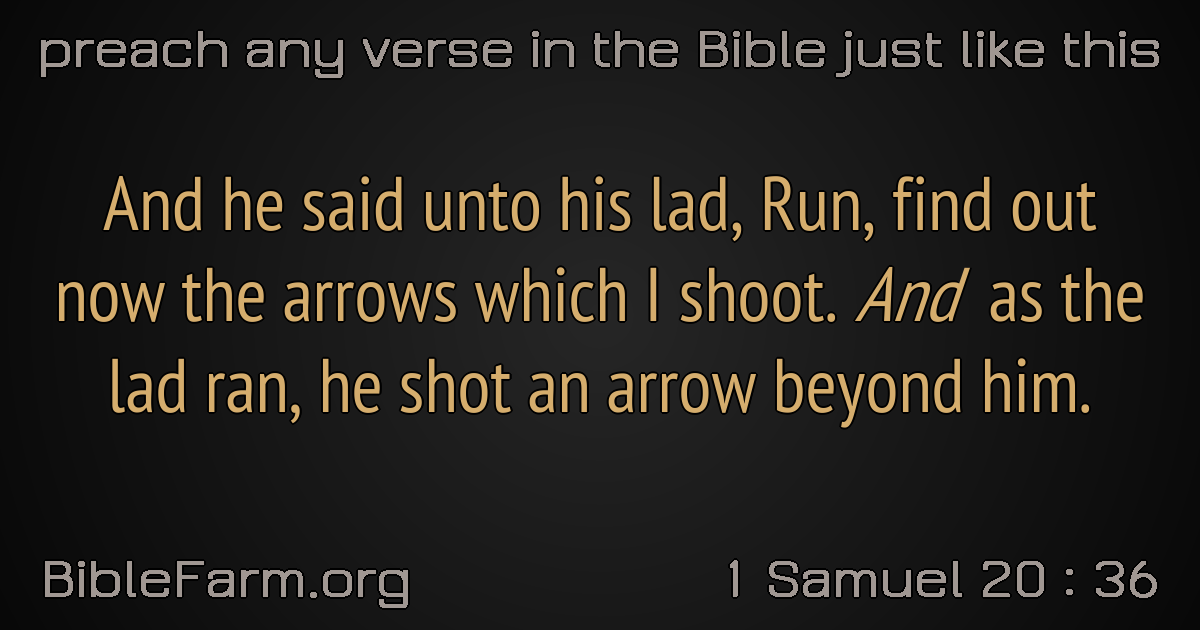 preach any verse in the Bible just like this
And he said unto his lad, Run, find out
now the arrows which I shoot. And as the
lad ran, he shot an arrow beyond him.
BibleFarm.org
1 Samuel 20 : 36